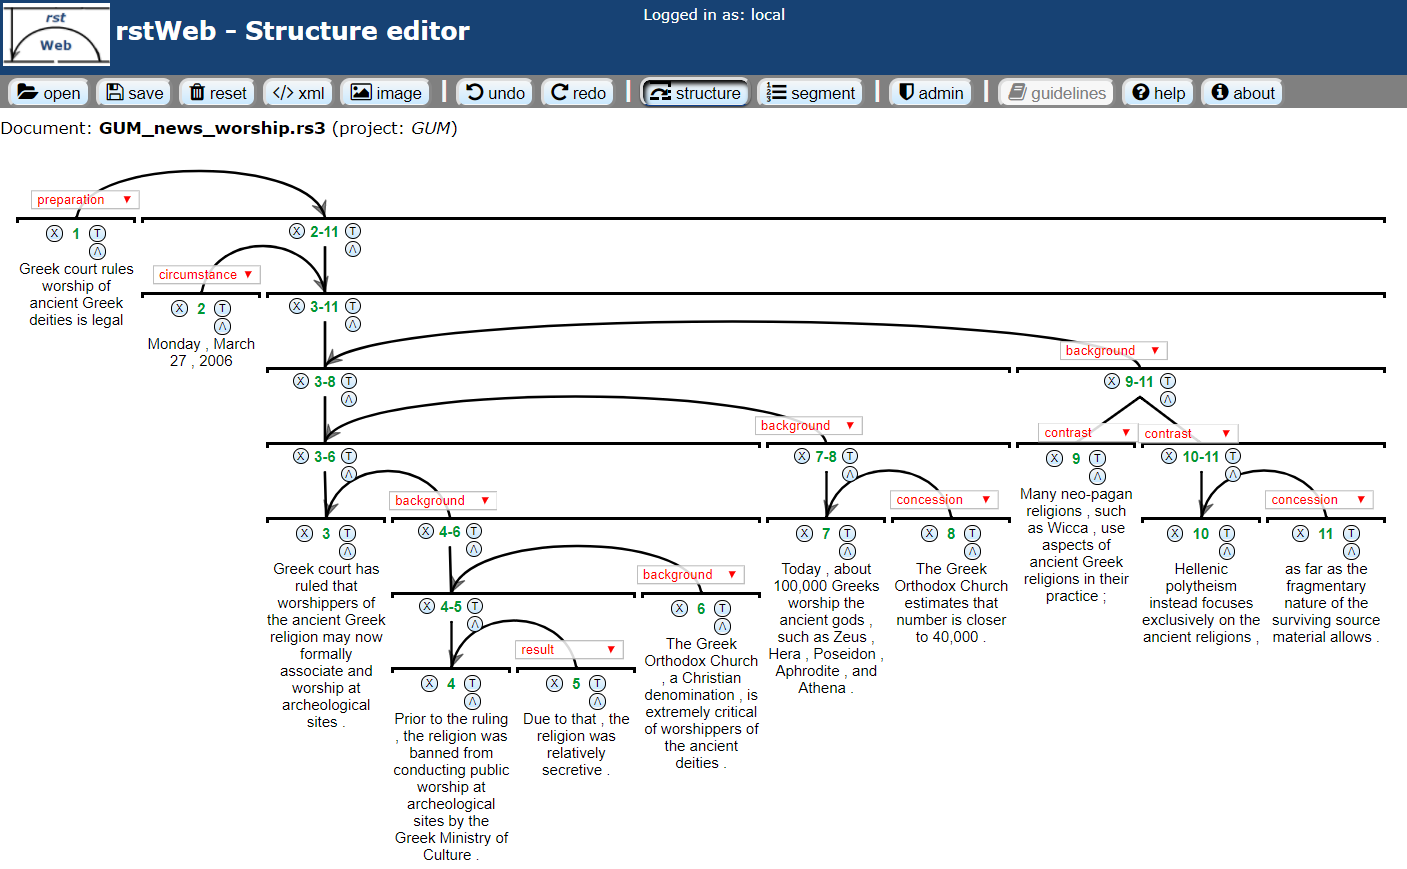 rst
Web
rstWeb - Structure editor
Logged in as: local
open
save
reset
</> xml
image
undo
redo
structure
segment
admin
guidelines
help
about
Document: GUM_news_worship.rs3 (project: GUM)
preparation ▼
X 1 T
Λ
Greek court rules
worship of
ancient Greek
deities is legal
X 2-11 T
Λ
circumstance ▼
X 2 T
Λ
Monday , March
27 , 2006
X 3-11 T
Λ
X 3-8 T
Λ
background ▼
X 9-11 T
Λ
X 3-6 T
Λ
background ▼
X 7-8 T
Λ
contrast ▼
X 9 T
Λ
Many neo-pagan
religions , such
as Wicca , use
aspects of
ancient Greek
religions in their
practice ;
contrast ▼
X 10-11 T
Λ
X 3 T
Λ
Greek court has
ruled that
worshippers of
the ancient Greek
religion may now
formally
associate and
worship at
archeological
sites .
background ▼
X 4-6 T
Λ
X 4-5 T
Λ
X 4 T
Λ
Prior to the ruling
, the religion was
banned from
conducting public
worship at
archeological
sites by the
Greek Ministry of
Culture .
result ▼
X 5 T
Λ
Due to that , the
religion was
relatively
secretive .
background ▼
X 6 T
Λ
The Greek
Orthodox Church
, a Christian
denomination , is
extremely critical
of worshippers of
the ancient
deities .
X 7 T
Λ
Today , about
100,000 Greeks
worship the
ancient gods ,
such as Zeus ,
Hera , Poseidon ,
Aphrodite , and
Athena .
concession ▼
X 8 T
Λ
The Greek
Orthodox Church
estimates that
number is closer
to 40,000 .
X 10 T
Λ
Hellenic
polytheism
instead focuses
exclusively on the
ancient religions ,
concession ▼
X 11 T
Λ
as far as the
fragmentary
nature of the
surviving source
material allows .